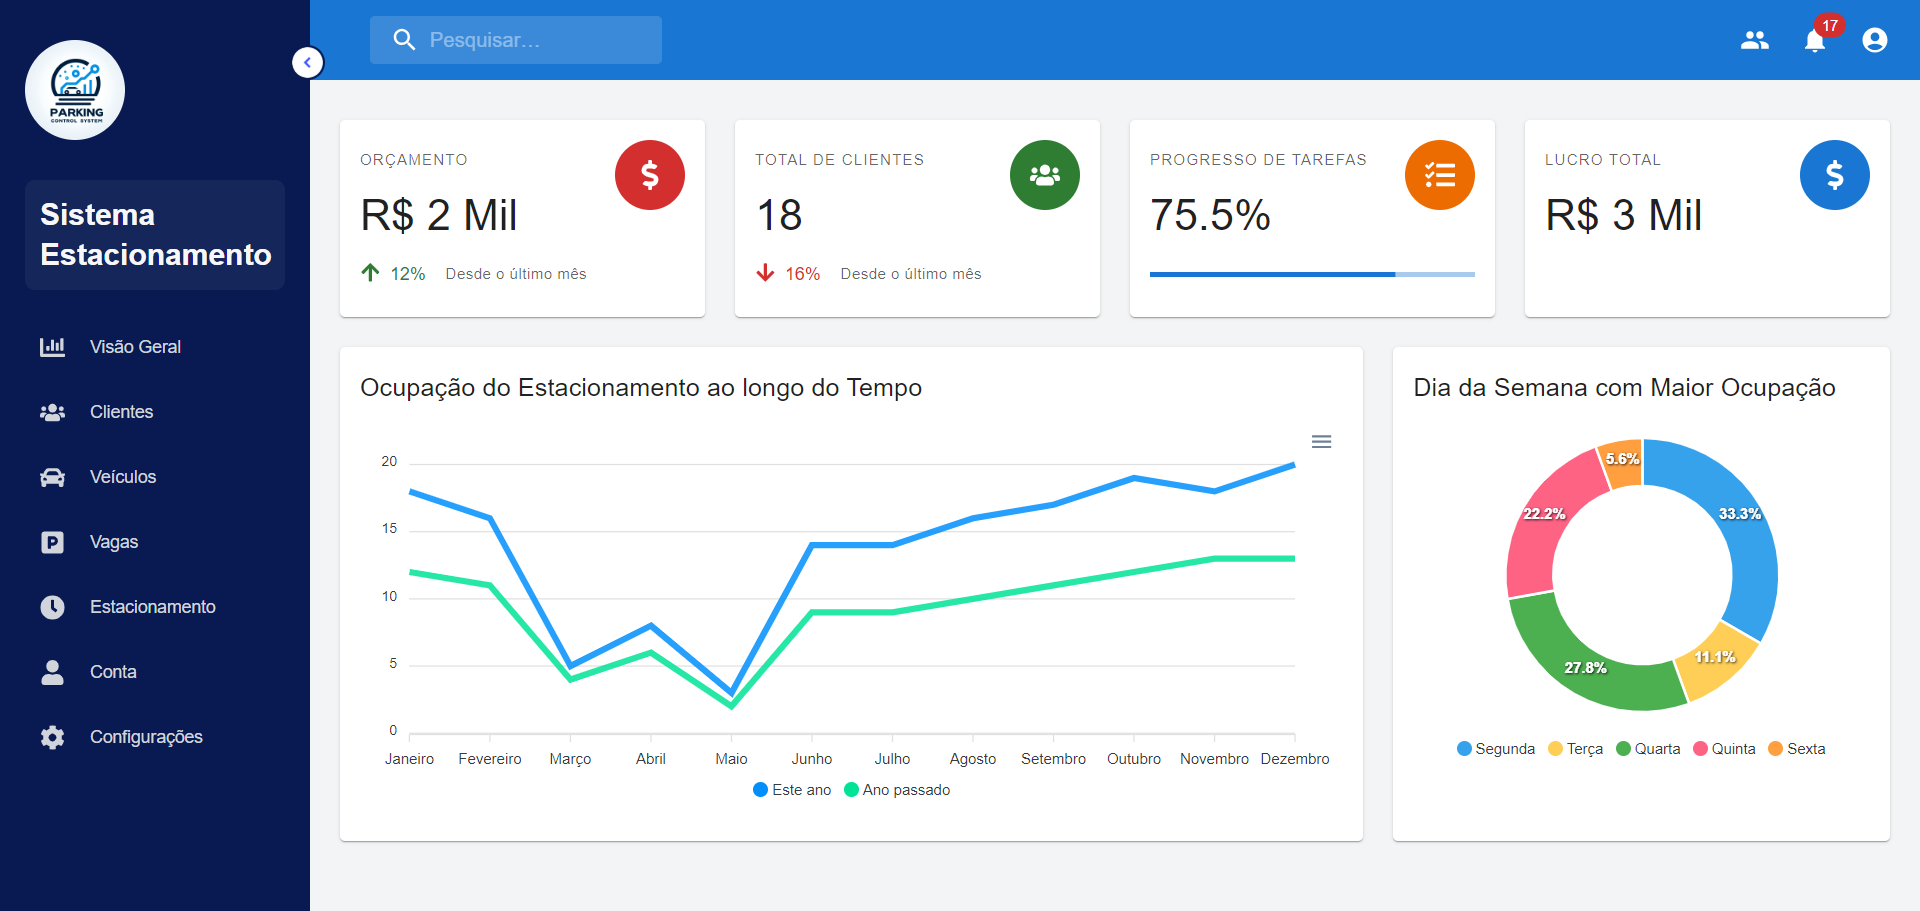 PARKING
CONTROL SYSTEM
Sistema
Estacionamento
Visão Geral
Clientes
Veículos
Vagas
Estacionamento
Conta
Configurações
Pesquisar...
17
ORÇAMENTO
R$ 2 Mil
12% Desde o último mês
TOTAL DE CLIENTES
18
16% Desde o último mês
PROGRESSO DE TAREFAS
75.5%
LUCRO TOTAL
R$ 3 Mil
Ocupação do Estacionamento ao longo do Tempo
20
15
10
5
0
Janeiro Fevereiro Março Abril Maio Junho Julho Agosto Setembro Outubro Novembro Dezembro
Este ano Ano passado
Dia da Semana com Maior Ocupação
5.6%
22.2% 33.3%
11.1%
27.8%
Segunda Terça Quarta Quinta Sexta